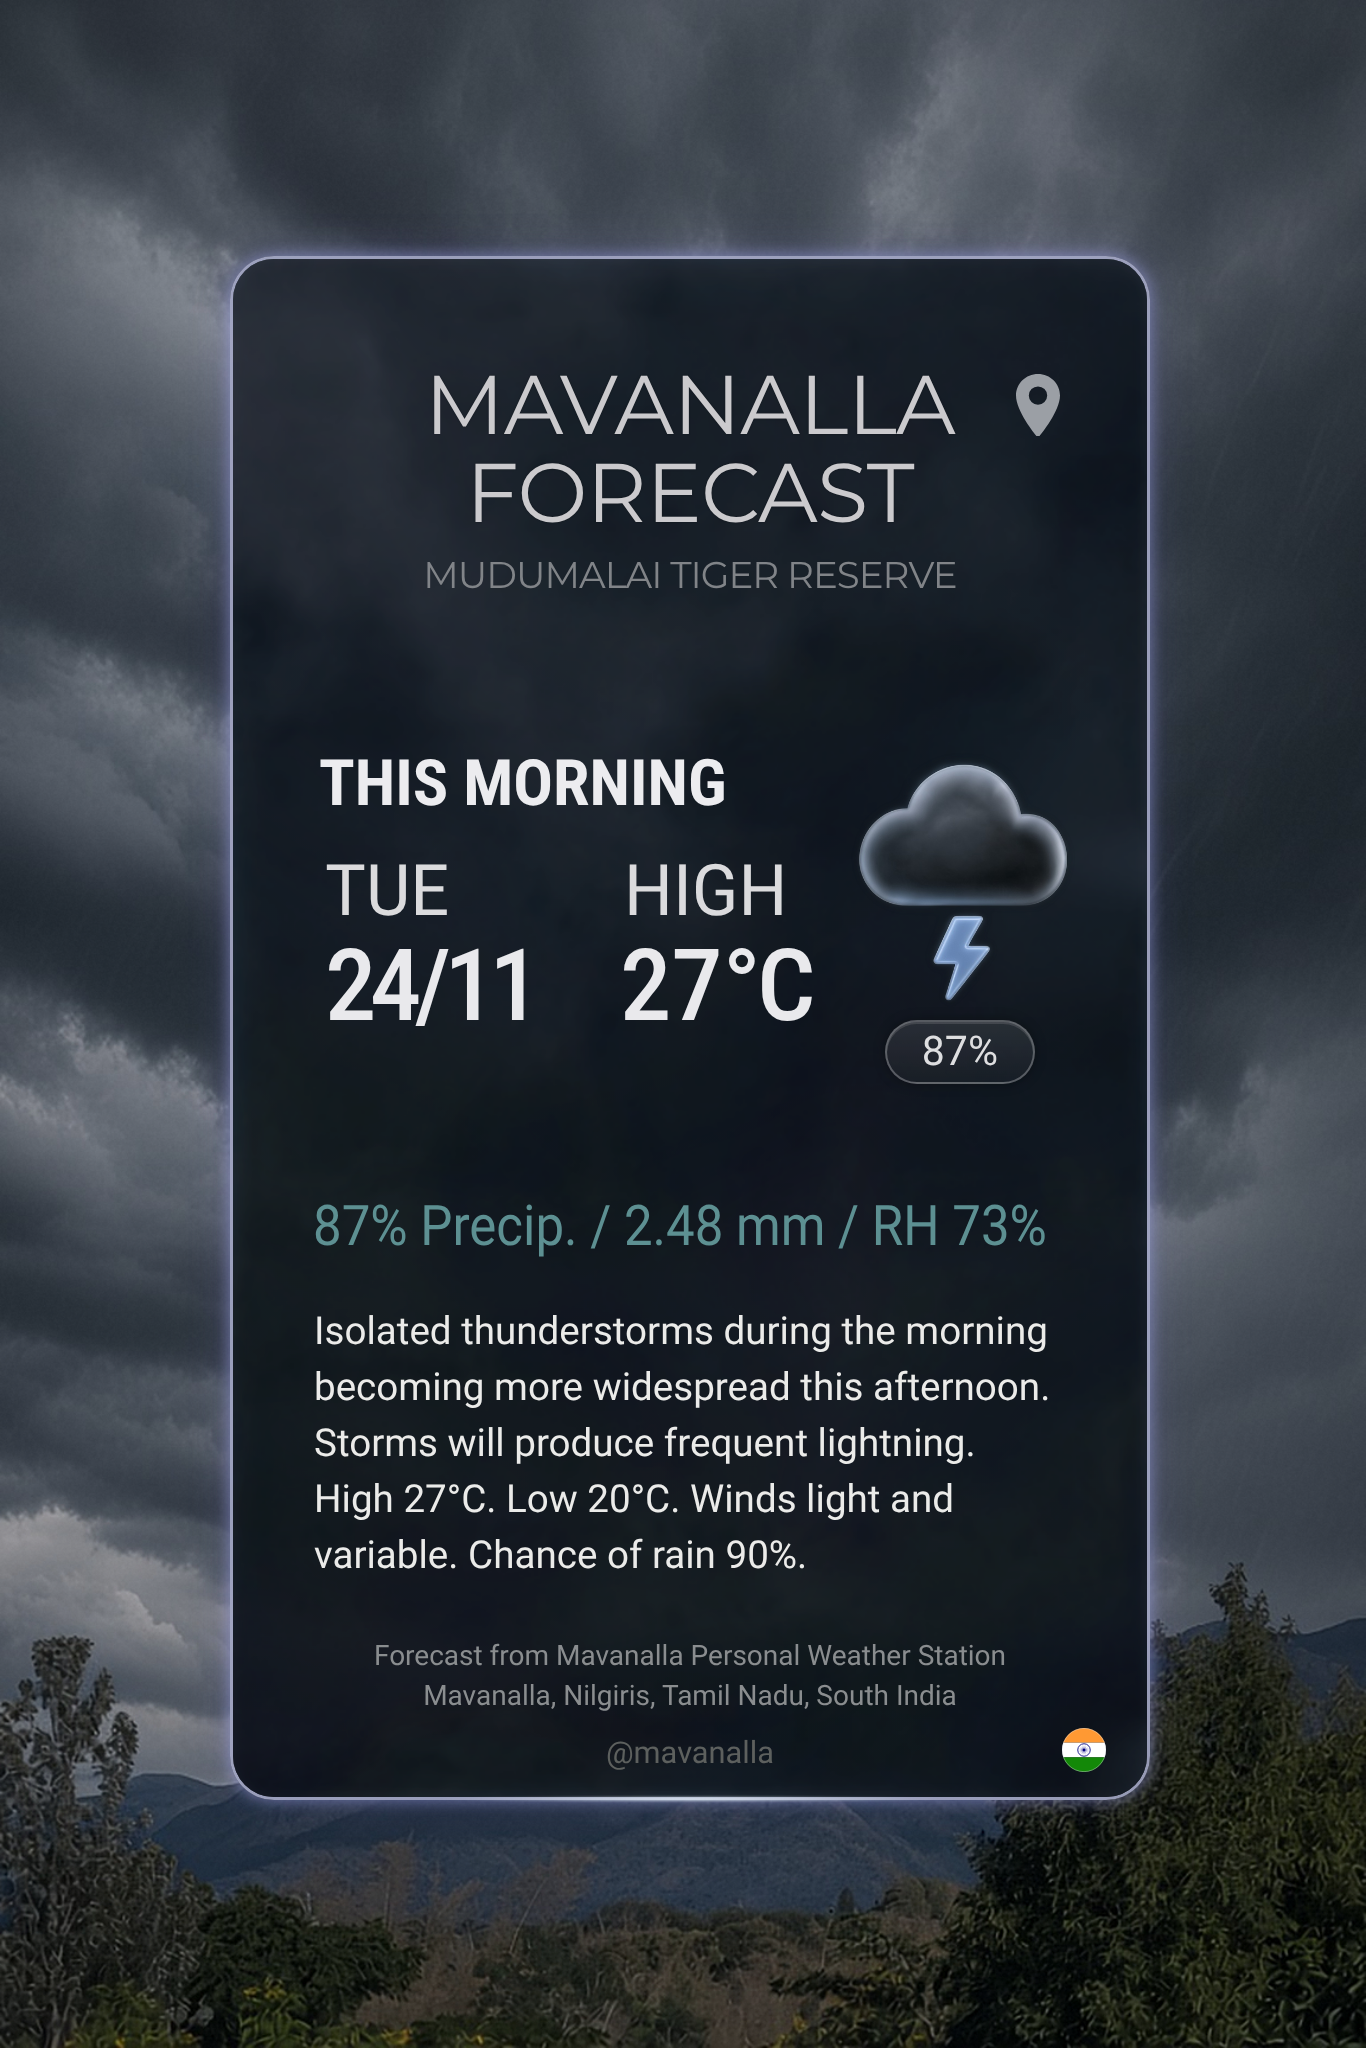 MAVANALLA
FORECAST
MUDUMALAI TIGER RESERVE
THIS MORNING
TUE
24/11
HIGH
27°C
87%
87% Precip. / 2.48 mm / RH 73%
Isolated thunderstorms during the morning
becoming more widespread this afternoon.
Storms will produce frequent lightning.
High 27°C. Low 20°C. Winds light and
variable. Chance of rain 90%.
Forecast from Mavanalla Personal Weather Station
Mavanalla, Nilgiris, Tamil Nadu, South India
@mavanalla